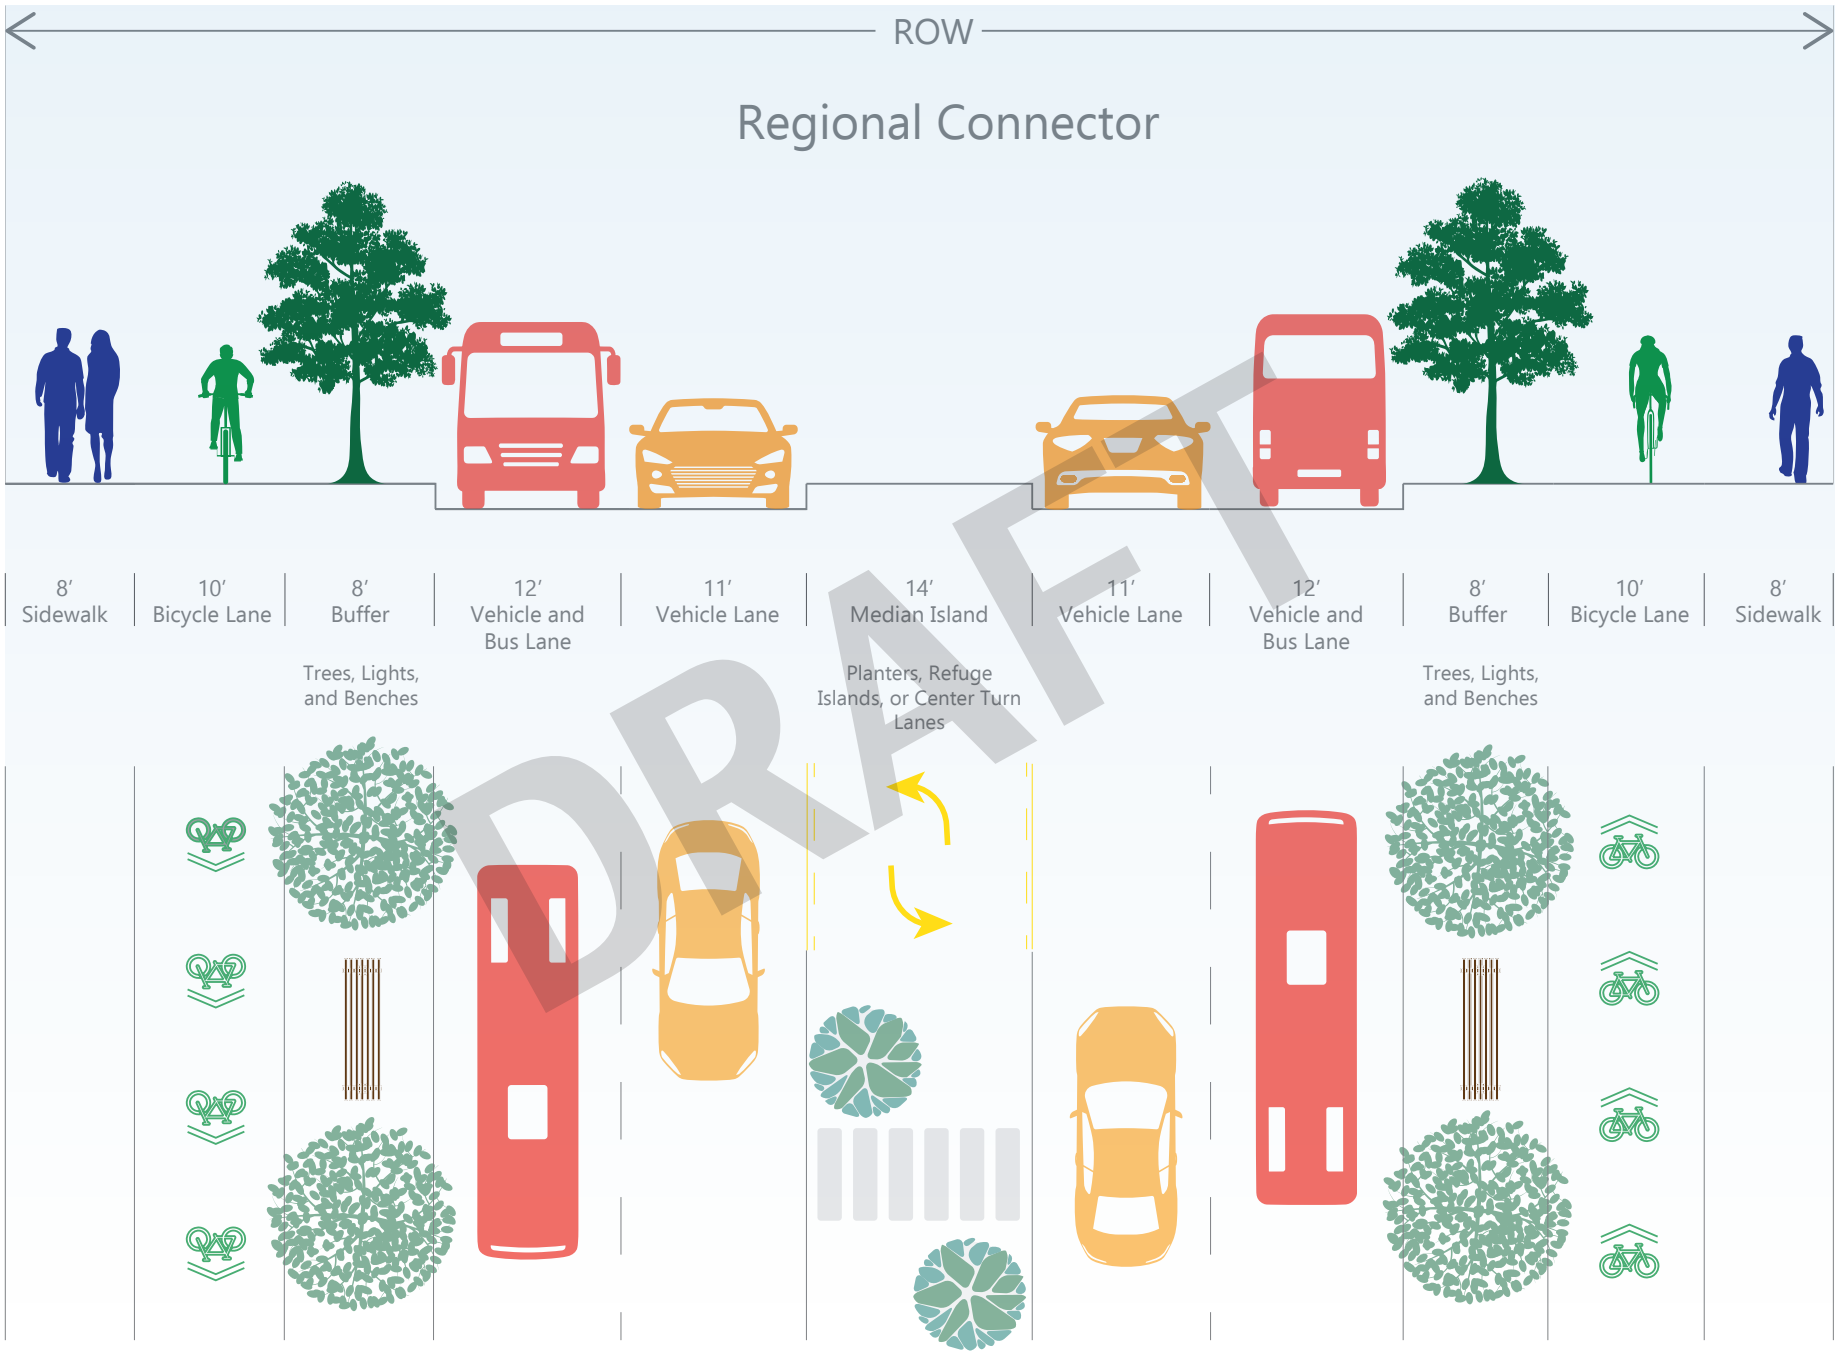 ROW
Regional Connector
8’ 10’ 8’ 12’ 11’ 14’ 11’ 12’ 8’ 10’ 8’
Sidewalk Bicycle Lane Buffer Vehicle and Vehicle Lane Median Island Vehicle Lane Vehicle and Buffer Bicycle Lane Sidewalk
Bus Lane Bus Lane
Trees, Lights, Planters, Refuge Trees, Lights,
and Benches Islands, or Center Turn and Benches
Lanes
DRAFT